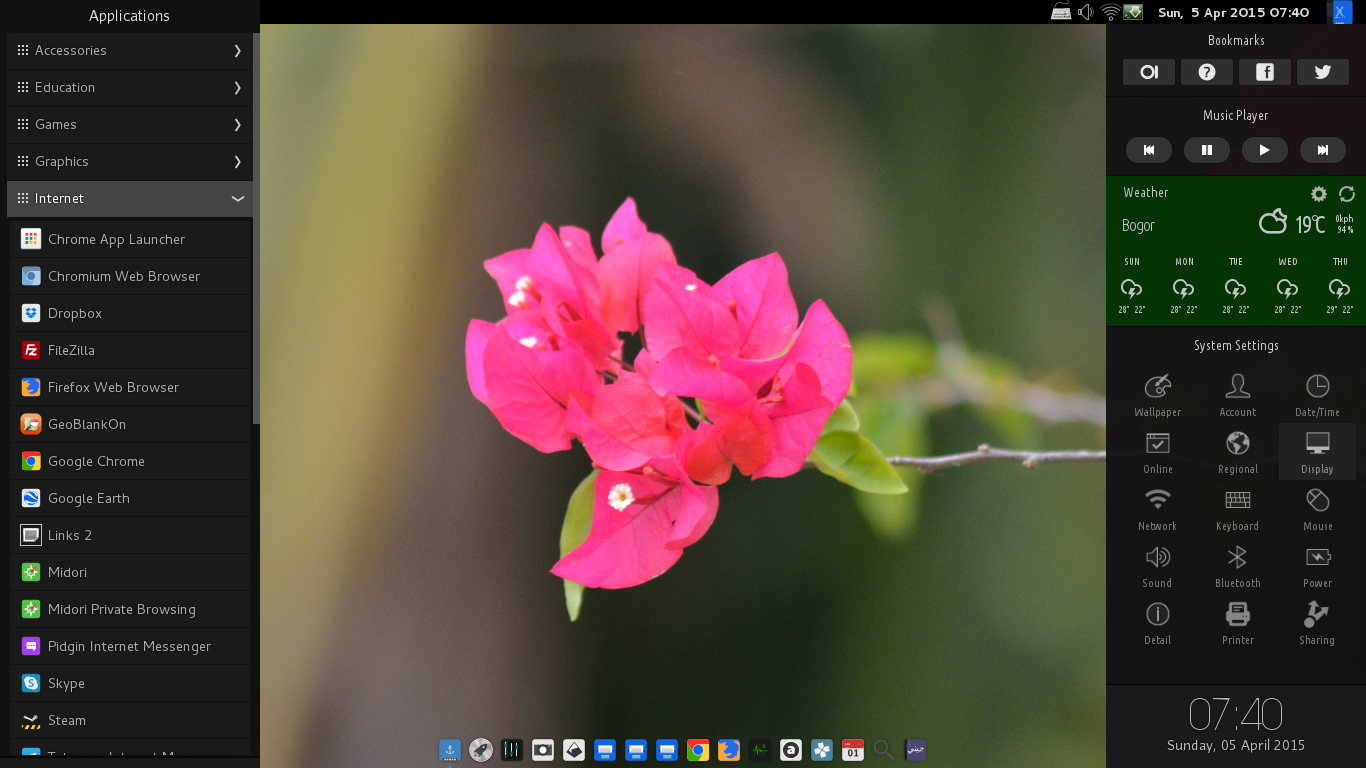 Applications
Accessories
Education
Games
Graphics
Internet
Chrome App Launcher
Chromium Web Browser
Dropbox
FileZilla
Firefox Web Browser
GeoBlankOn
Google Chrome
Google Earth
Links 2
Midori
Midori Private Browsing
Pidgin Internet Messenger
Skype
Steam
Sun, 5 Apr 2015 07:40
Bookmarks
Music Player
Weather
Bogor
19°C
0kph
94%
SUN MON TUE WED THU
28° 22° 28° 22° 28° 22° 28° 22° 29° 22°
System Settings
Wallpaper Account Date/Time
Online Regional Display
Network Keyboard Mouse
Sound Bluetooth Power
Detail Printer Sharing
07:40
Sunday, 05 April 2015
01
جيني